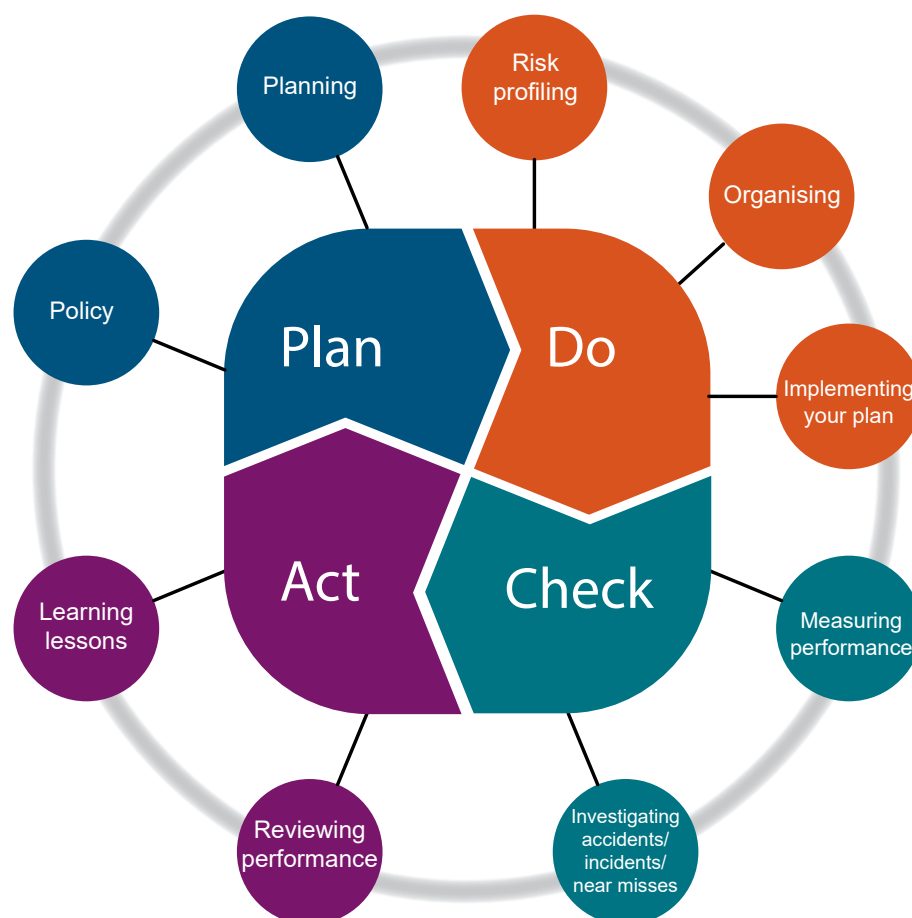 Planning
Risk
profiling
Organising
Policy
Plan
Do
Implementing
your plan
Act
Check
Learning
lessons
Measuring
performance
Reviewing
performance
Investigating
accidents/
incidents/
near misses